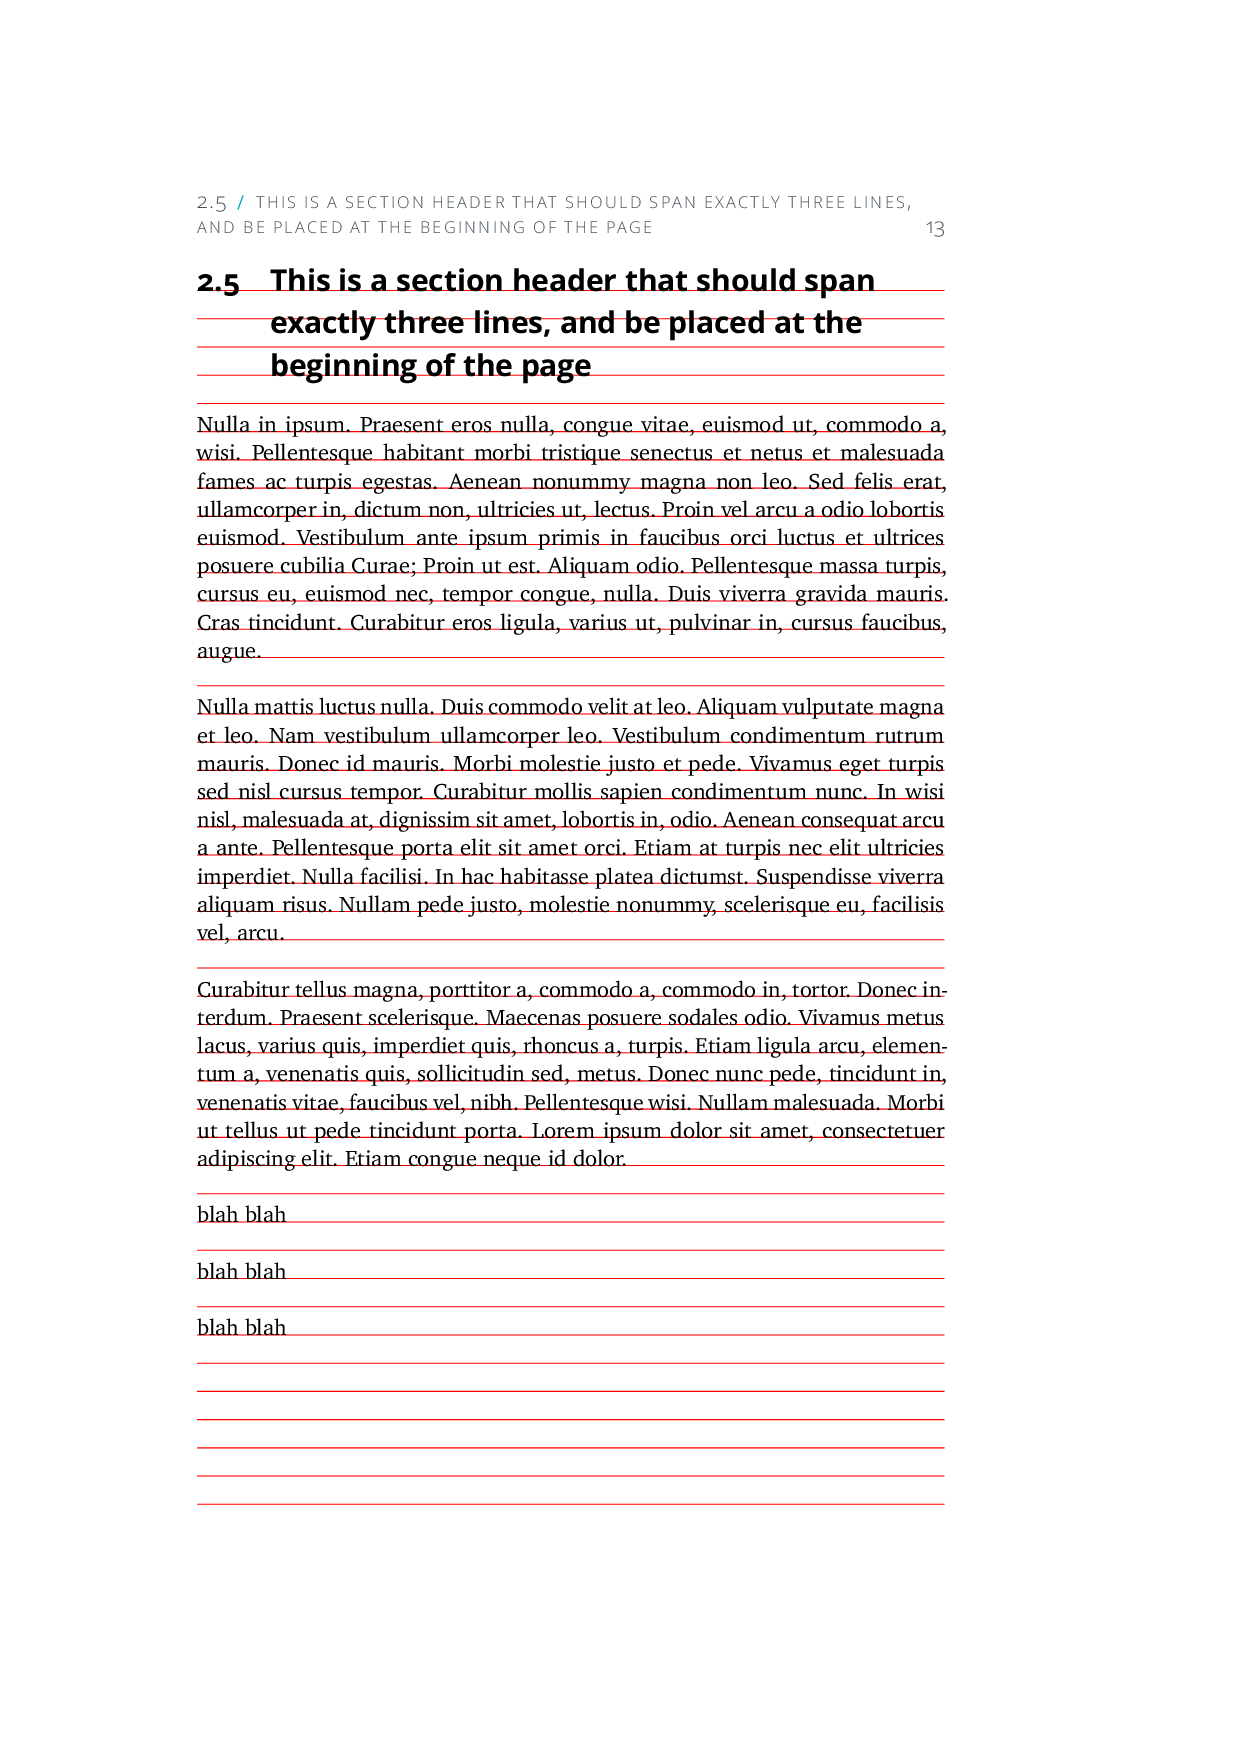 2.5 / THIS IS A SECTION HEADER THAT SHOULD SPAN EXACTLY THREE LINES,
AND BE PLACED AT THE BEGINNING OF THE PAGE 13
2.5 This is a section header that should span
exactly three lines, and be placed at the
beginning of the page
Nulla in ipsum. Praesent eros nulla, congue vitae, euismod ut, commodo a,
wisi. Pellentesque habitant morbi tristique senectus et netus et malesuada
fames ac turpis egestas. Aenean nonummy magna non leo. Sed felis erat,
ullamcorper in, dictum non, ultricies ut, lectus. Proin vel arcu a odio lobortis
euismod. Vestibulum ante ipsum primis in faucibus orci luctus et ultrices
posuere cubilia Curae; Proin ut est. Aliquam odio. Pellentesque massa turpis,
cursus eu, euismod nec, tempor congue, nulla. Duis viverra gravida mauris.
Cras tincidunt. Curabitur eros ligula, varius ut, pulvinar in, cursus faucibus,
augue.
Nulla mattis luctus nulla. Duis commodo velit at leo. Aliquam vulputate magna
et leo. Nam vestibulum ullamcorper leo. Vestibulum condimentum rutrum
mauris. Donec id mauris. Morbi molestie justo et pede. Vivamus eget turpis
sed nisl cursus tempor. Curabitur mollis sapien condimentum nunc. In wisi
nisl, malesuada at, dignissim sit amet, lobortis in, odio. Aenean consequat arcu
a ante. Pellentesque porta elit sit amet orci. Etiam at turpis nec elit ultricies
imperdiet. Nulla facilisi. In hac habitasse platea dictumst. Suspendisse viverra
aliquam risus. Nullam pede justo, molestie nonummy, scelerisque eu, facilisis
vel, arcu.
Curabitur tellus magna, porttitor a, commodo a, commodo in, tortor. Donec in-
terdum. Praesent scelerisque. Maecenas posuere sodales odio. Vivamus metus
lacus, varius quis, imperdiet quis, rhoncus a, turpis. Etiam ligula arcu, elemen-
tum a, venenatis quis, sollicitudin sed, metus. Donec nunc pede, tincidunt in,
venenatis vitae, faucibus vel, nibh. Pellentesque wisi. Nullam malesuada. Morbi
ut tellus ut pede tincidunt porta. Lorem ipsum dolor sit amet, consectetuer
adipiscing elit. Etiam congue neque id dolor.
blah blah
blah blah
blah blah